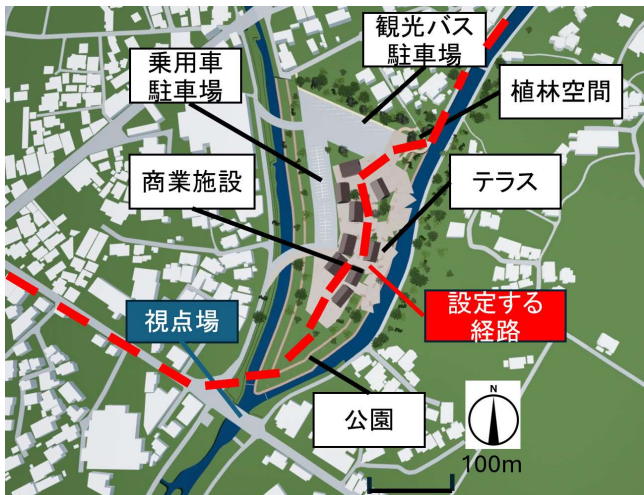 観光バス
駐車場
乗用車
駐車場
植林空間
商業施設
テラス
視点場
設定する
経路
公園
N
100m